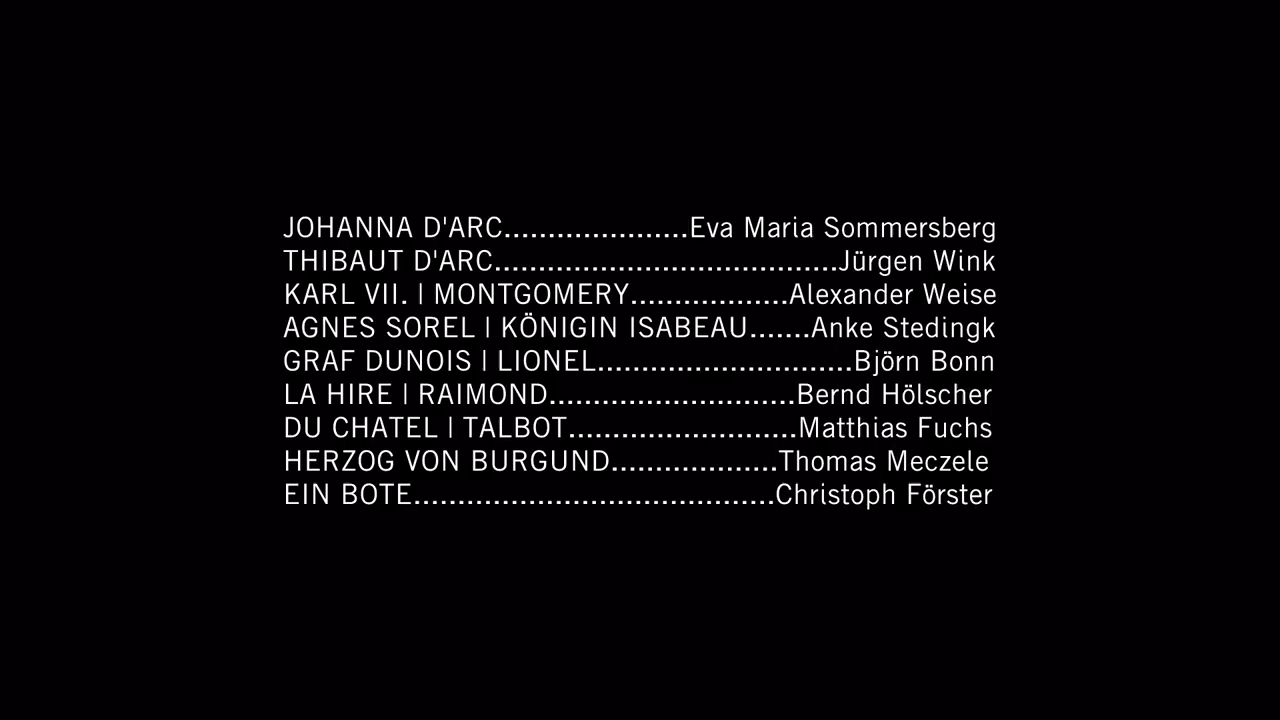 JOHANNA D'ARC.....................Eva Maria Sommersberg
THIBAUT D'ARC.......................................Jürgen Wink
KARL VII. | MONTGOMERY..................Alexander Weise
AGNES SOREL | KÖNIGIN ISABEAU.......Anke Stedingk
GRAF DUNOIS | LIONEL.............................Björn Bonn
LA HIRE | RAIMOND............................Bernd Hölscher
DU CHATEL | TALBOT..........................Matthias Fuchs
HERZOG VON BURGUND...................Thomas Meczele
EIN BOTE.........................................Christoph Förster